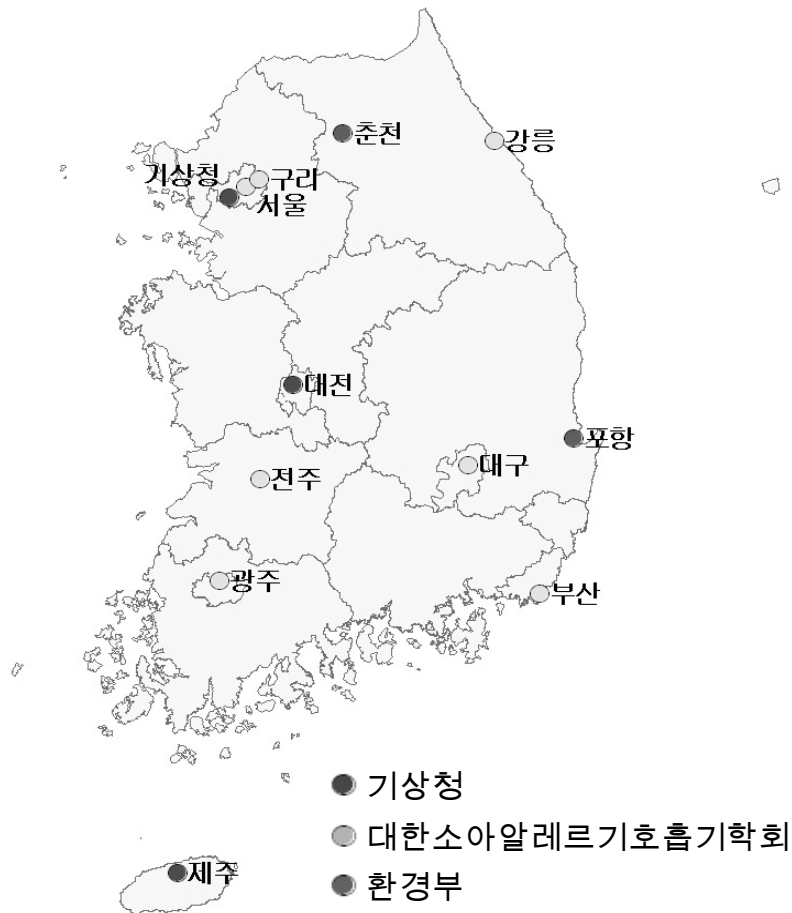 춘천
강릉
기상청
구리
서울
대전
포항
대구
전주
광주
부산
기상청
대한소아알레르기호흡기학회
제주
환경부